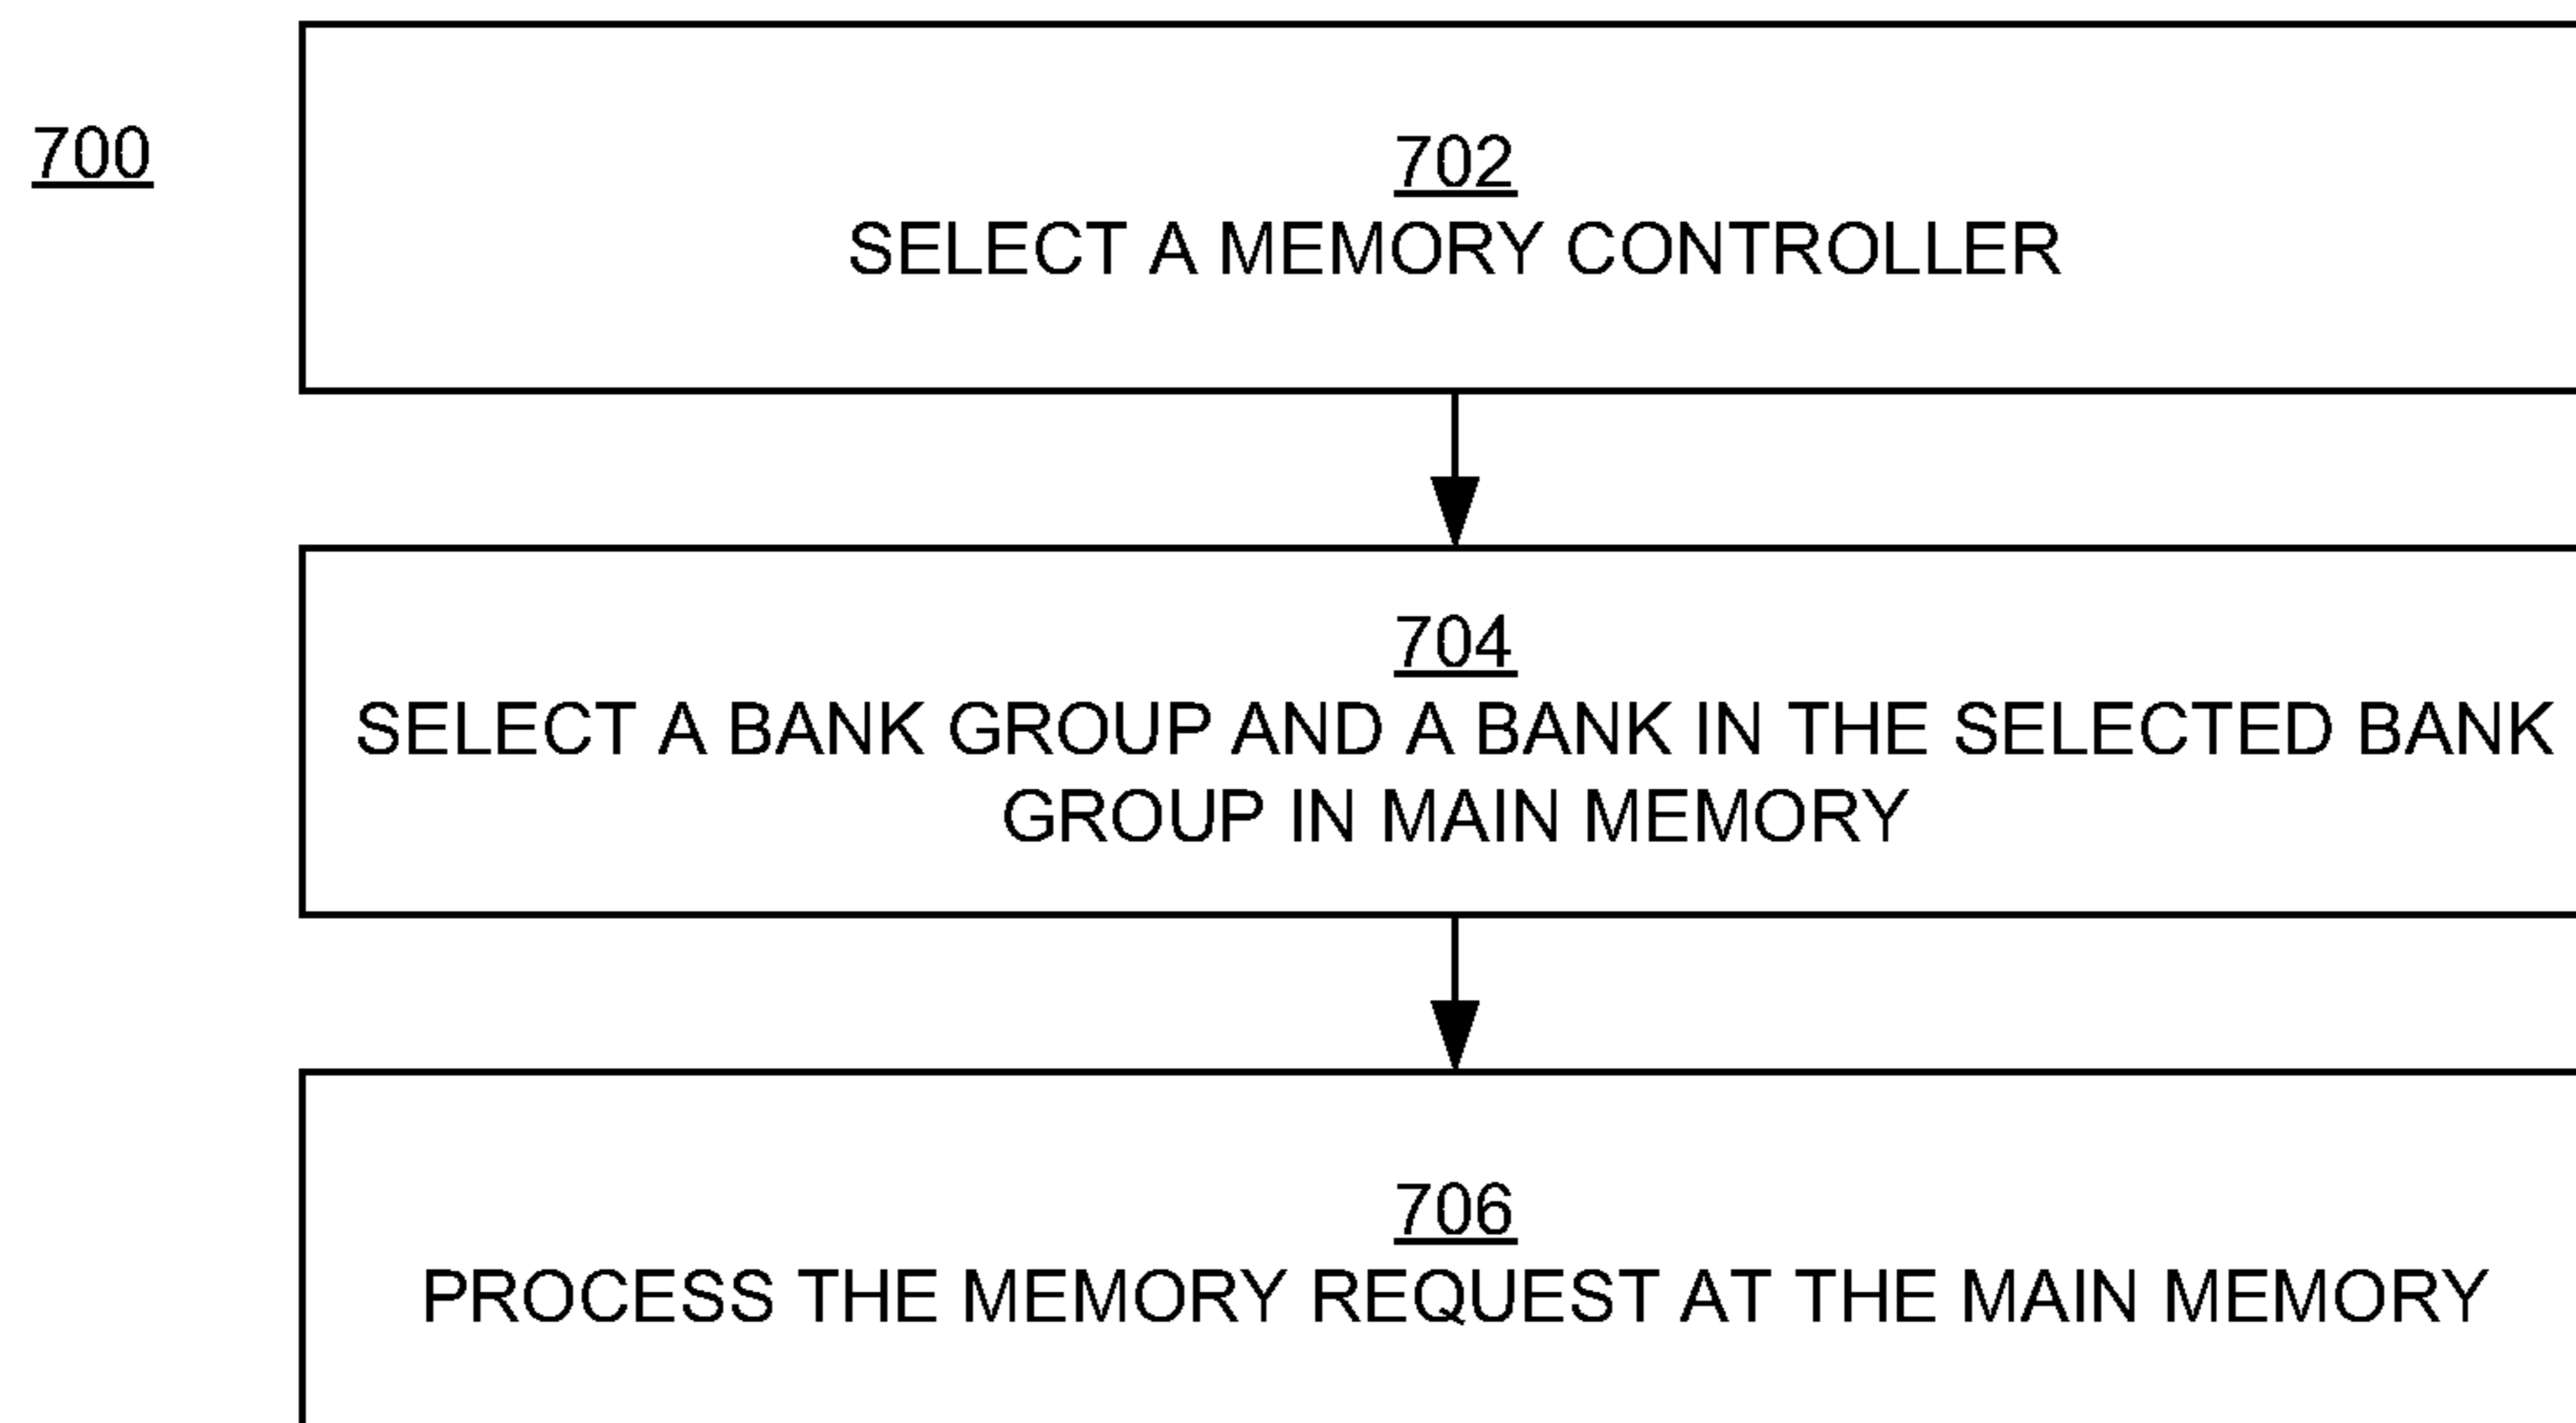 700
702
SELECT A MEMORY CONTROLLER
704
SELECT A BANK GROUP AND A BANK IN THE SELECTED BANK
GROUP IN MAIN MEMORY
706
PROCESS THE MEMORY REQUEST AT THE MAIN MEMORY